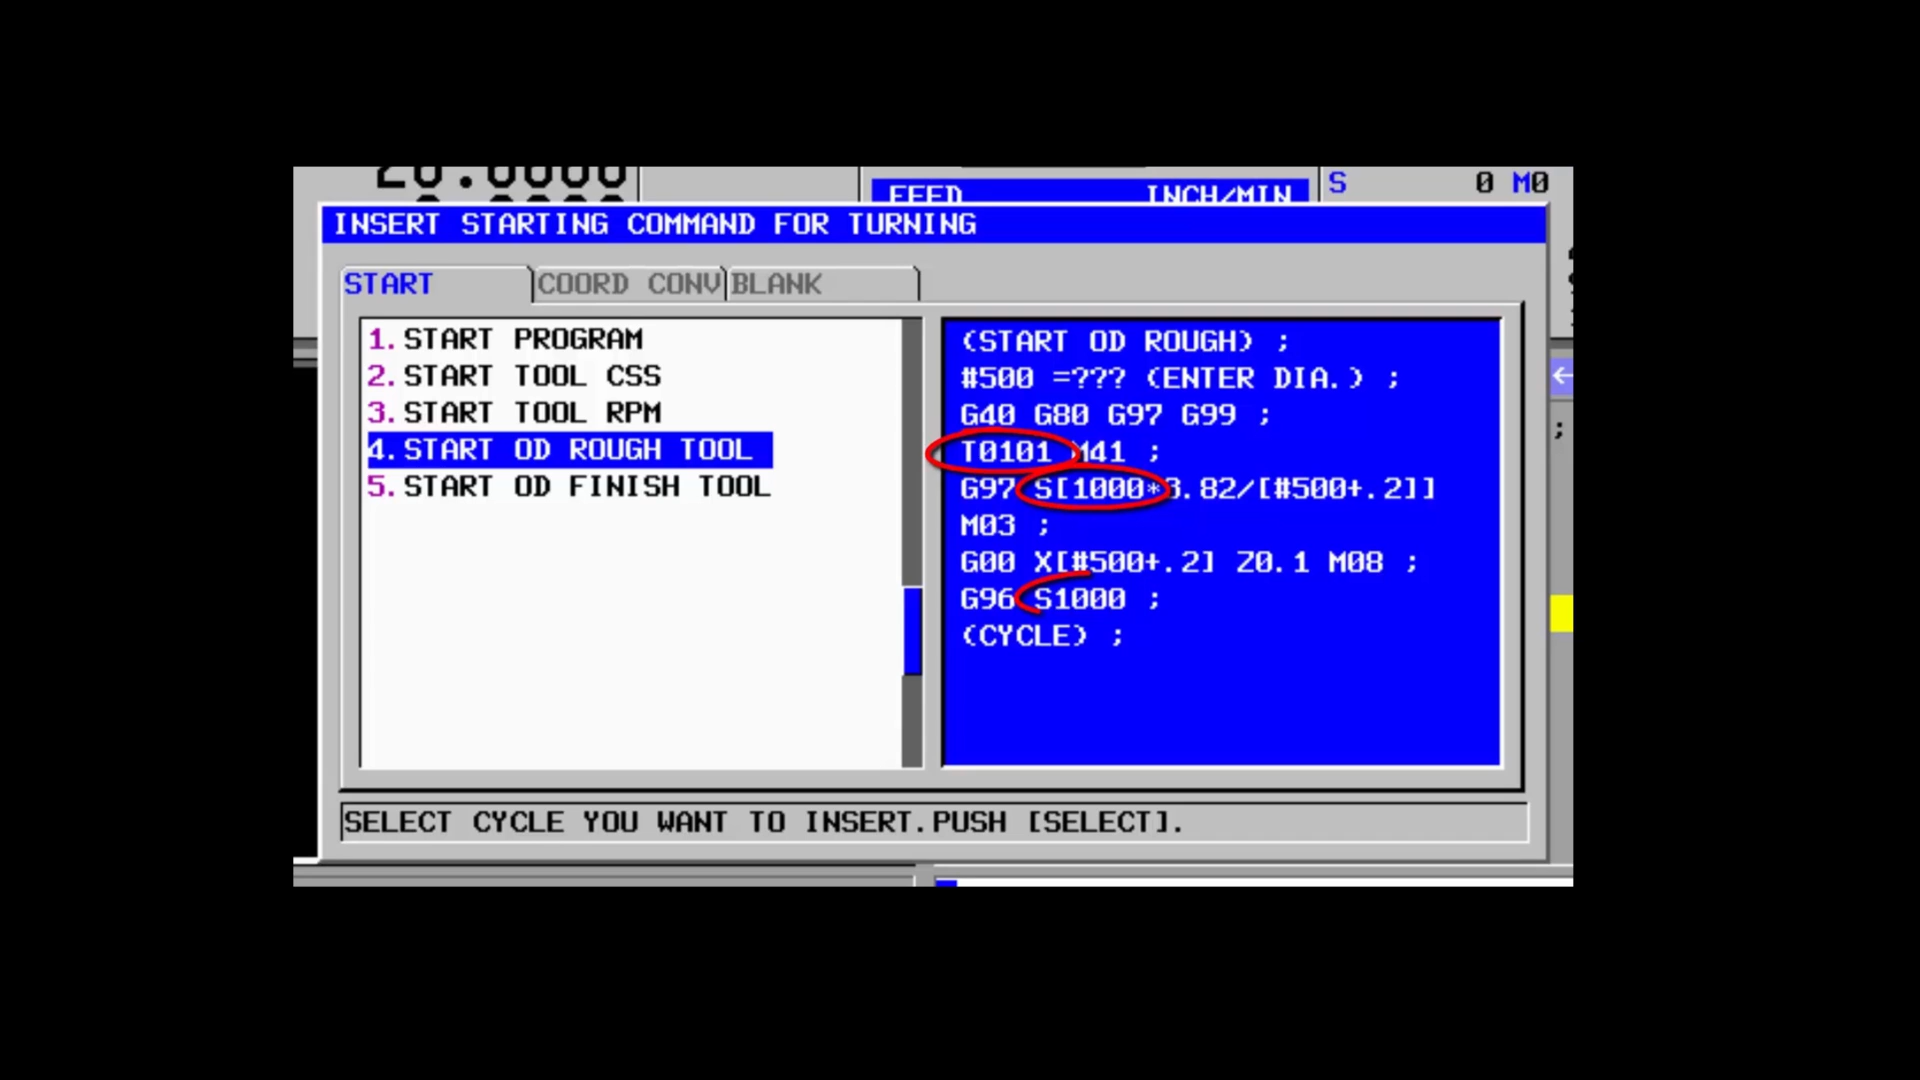 20.0000
FEED INCH/MIN
S 0 M0
INSERT STARTING COMMAND FOR TURNING
START COORD CONV BLANK
1.START PROGRAM
2.START TOOL CSS
3.START TOOL RPM
4.START OD ROUGH TOOL
5.START OD FINISH TOOL
(START OD ROUGH) ;
#500 =??? (ENTER DIA.) ;
G40 G80 G97 G99 ;
T0101 M41 ;
G97 S[1000*3.82/[#500+.2]]
M03 ;
G00 X[#500+.2] Z0.1 M08 ;
G96 S1000 ;
(CYCLE) ;
←
;
SELECT CYCLE YOU WANT TO INSERT.PUSH [SELECT].